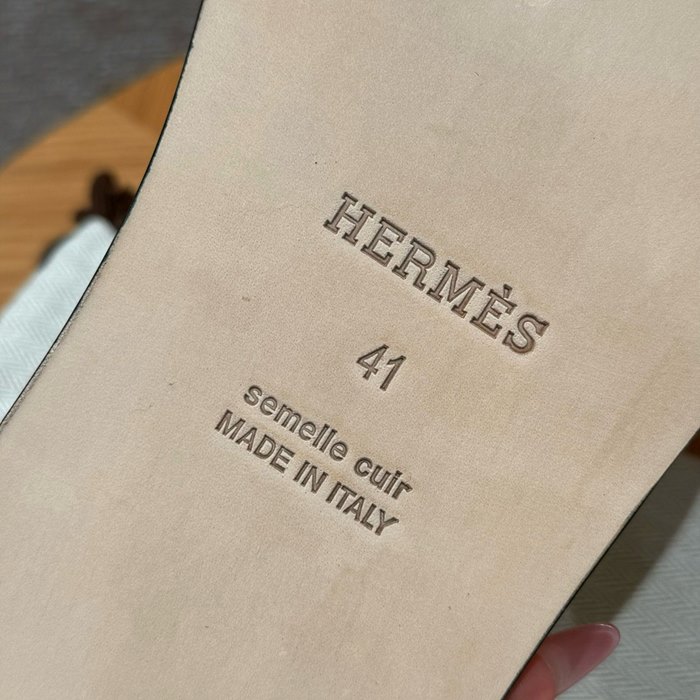 HERMÈS
41
semelle cuir
MADE IN ITALY